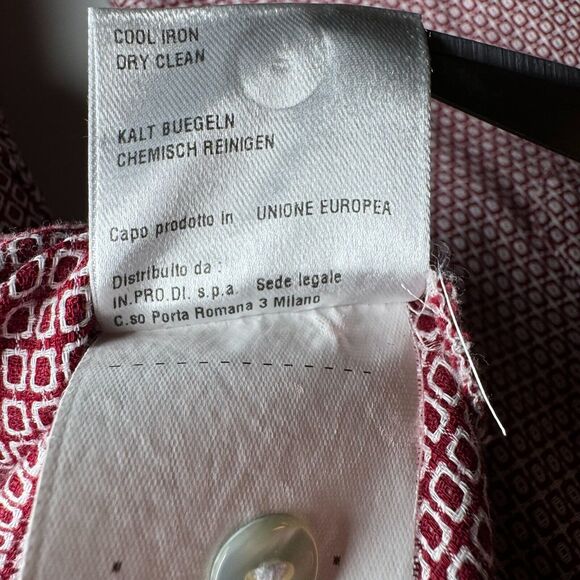 COOL IRON
DRY CLEAN
KALT BUEGELN
CHEMISCH REINIGEN
Capo prodotto in UNIONE EUROPEA
Distribuito da :
IN.PRO.DI. s.p.a. Sede legale
C.so Porta Romana 3 Milano